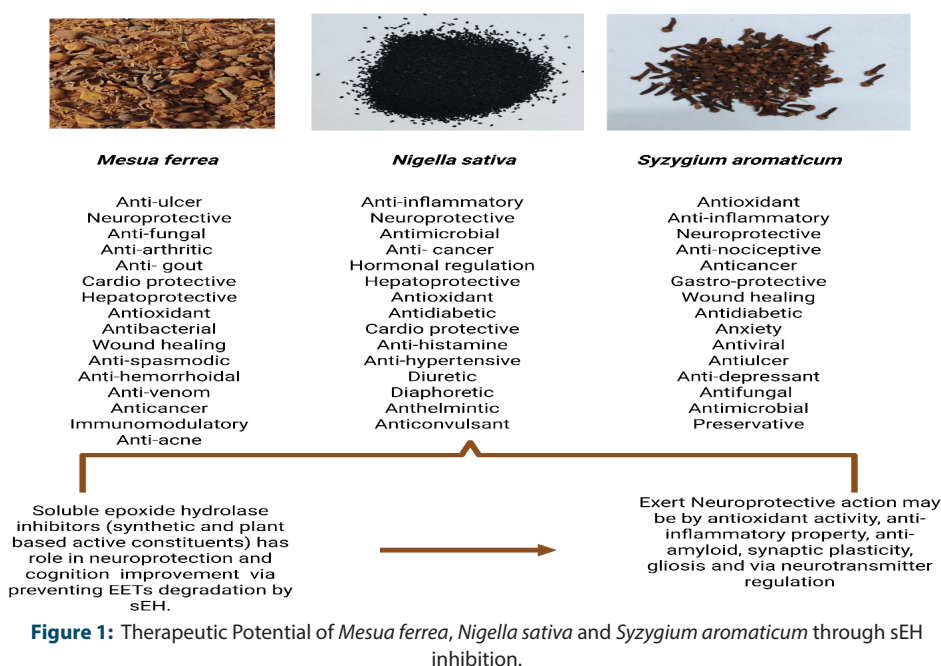 Mesua ferrea
Anti-ulcer
Neuroprotective
Anti-fungal
Anti-arthritic
Anti- gout
Cardio protective
Hepatoprotective
Antioxidant
Antibacterial
Wound healing
Anti-spasmodic
Anti-hemorrhoidal
Anti-venom
Anticancer
Immunomodulatory
Anti-acne
Nigella sativa
Anti-inflammatory
Neuroprotective
Antimicrobial
Anti- cancer
Hormonal regulation
Hepatoprotective
Antioxidant
Antidiabetic
Cardio protective
Anti-histamine
Anti-hypertensive
Diuretic
Diaphoretic
Anthelmintic
Anticonvulsant
Syzygium aromaticum
Antioxidant
Anti-inflammatory
Neuroprotective
Anti-nociceptive
Anticancer
Gastro-protective
Wound healing
Antidiabetic
Anxiety
Antiviral
Antiulcer
Anti-depressant
Antifungal
Antimicrobial
Preservative
Soluble epoxide hydrolase
inhibitors (synthetic and plant
based active constituents) has
role in neuroprotection and
cognition improvement via
preventing EETs degradation by
sEH.
Exert Neuroprotective action may
be by antioxidant activity, anti-
inflammatory property, anti-
amyloid, synaptic plasticity,
gliosis and via neurotransmitter
regulation
Figure 1: Therapeutic Potential of Mesua ferrea, Nigella sativa and Syzygium aromaticum through sEH
inhibition.